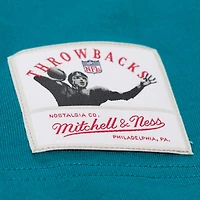 THROWBACKS
NFL
NOSTALGIA CO.
Mitchell & Ness
PHILADELPHIA, PA.